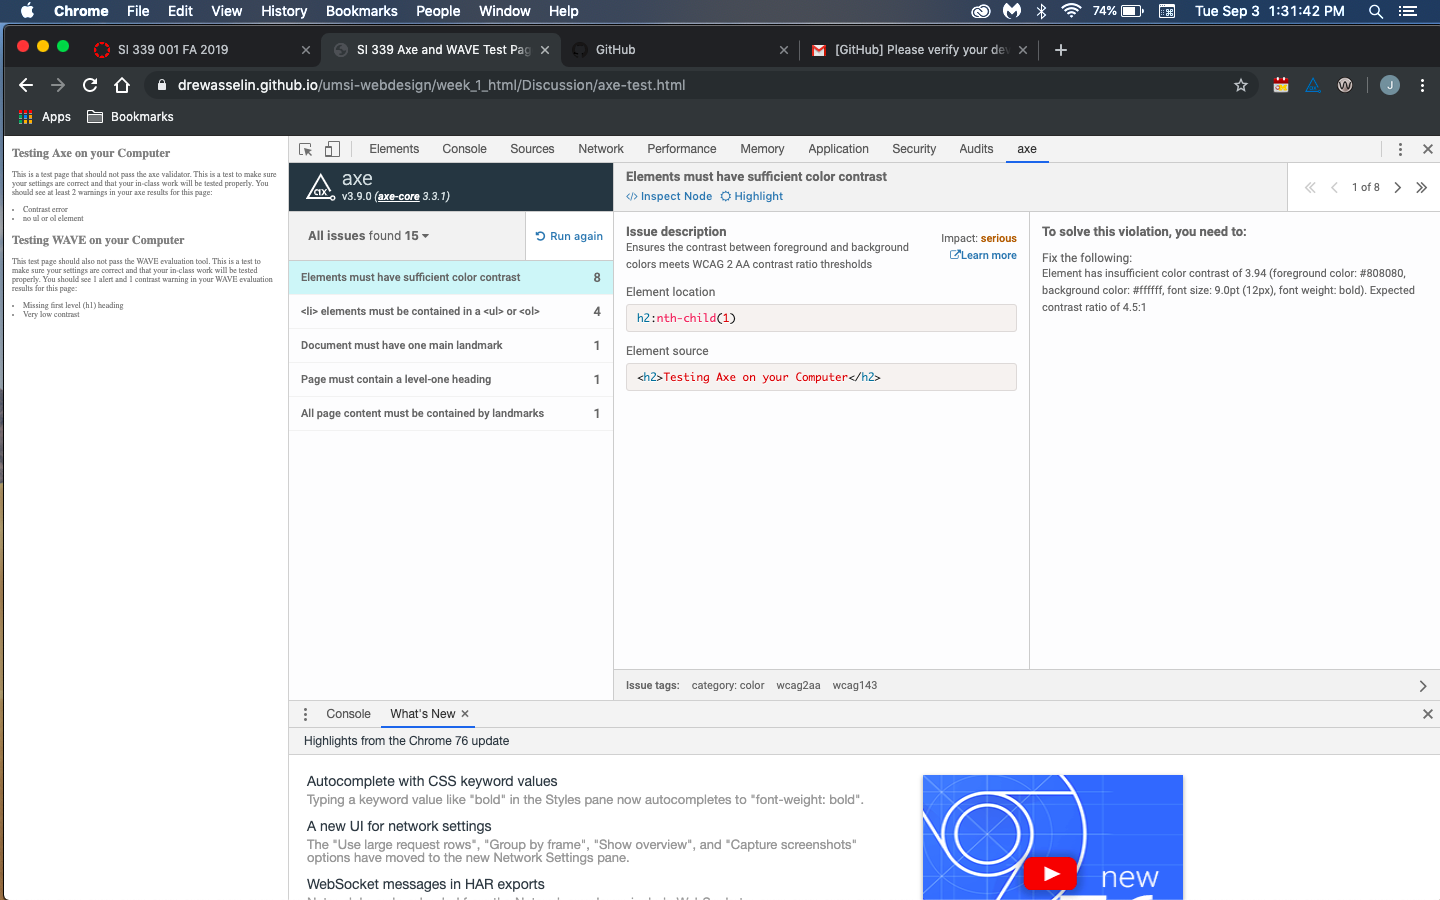 Chrome File Edit View History Bookmarks People Window Help 74% Tue Sep 3 1:31:42 PM
SI 339 001 FA 2019
SI 339 Axe and WAVE Test Pag
GitHub
[GitHub] Please verify your dev
drewasselin.github.io/umsi-webdesign/week_1_html/Discussion/axe-test.html
J
Apps Bookmarks
Testing Axe on your Computer
This is a test page that should not pass the axe validator. This is a test to make sure
your settings are correct and that your in-class work will be tested properly. You
should see at least 2 warnings in your axe results for this page:
• Contrast error
• no ul or ol element
Testing WAVE on your Computer
This test page should also not pass the WAVE evaluation tool. This is a test to
make sure your settings are correct and that your in-class work will be tested
properly. You should see 1 alert and 1 contrast warning in your WAVE evaluation
results for this page:
• Missing first level (h1) heading
• Very low contrast
Elements Console Sources Network Performance Memory Application Security Audits axe
axe
v3.9.0 (axe-core 3.3.1)
All issues found 15
Run again
Elements must have sufficient color contrast 8
<li> elements must be contained in a <ul> or <ol> 4
Document must have one main landmark 1
Page must contain a level-one heading 1
All page content must be contained by landmarks 1
Elements must have sufficient color contrast
</> Inspect Node Highlight
1 of 8
Issue description
Ensures the contrast between foreground and background
colors meets WCAG 2 AA contrast ratio thresholds
Impact: serious
Learn more
Element location
h2:nth-child(1)
Element source
<h2>Testing Axe on your Computer</h2>
To solve this violation, you need to:
Fix the following:
Element has insufficient color contrast of 3.94 (foreground color: #808080,
background color: #ffffff, font size: 9.0pt (12px), font weight: bold). Expected
contrast ratio of 4.5:1
Issue tags: category: color wcag2aa wcag143
Console What's New
Highlights from the Chrome 76 update
Autocomplete with CSS keyword values
Typing a keyword value like "bold" in the Styles pane now autocompletes to "font-weight: bold".
A new UI for network settings
The "Use large request rows", "Group by frame", "Show overview", and "Capture screenshots"
options have moved to the new Network Settings pane.
WebSocket messages in HAR exports
new